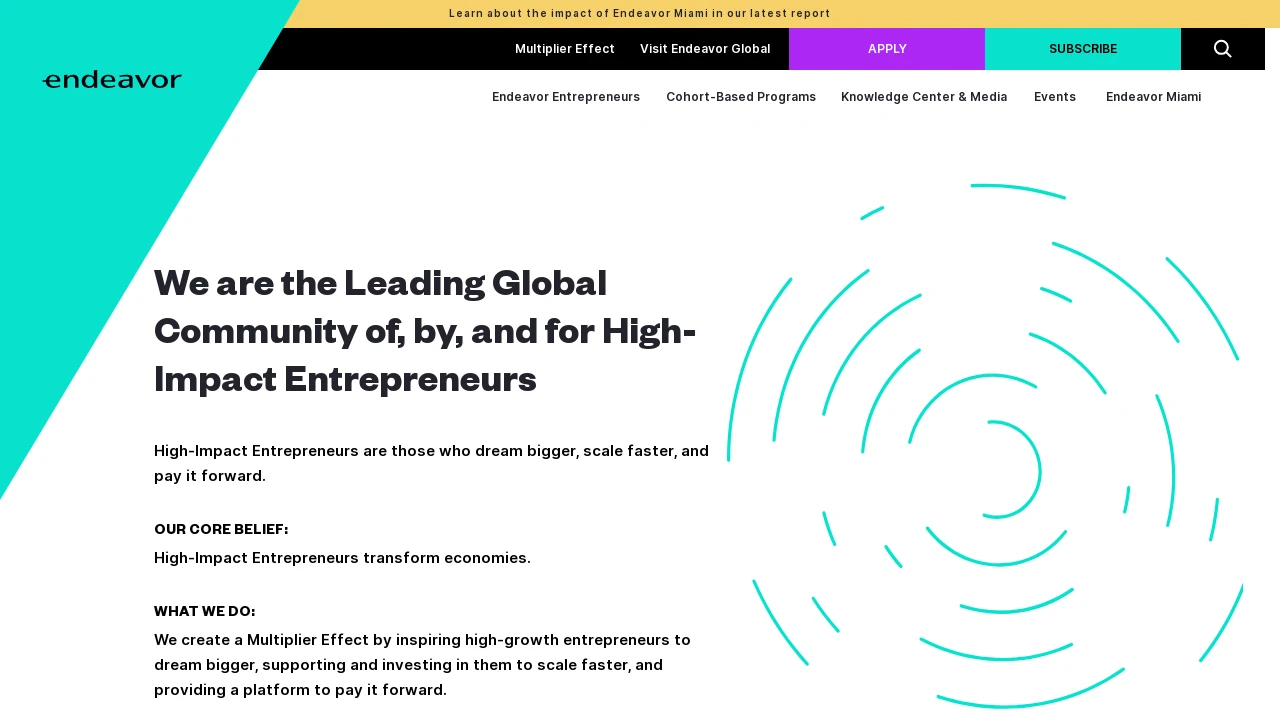 Learn about the impact of Endeavor Miami in our latest report
Multiplier Effect
Visit Endeavor Global
APPLY
SUBSCRIBE
endeavor
Endeavor Entrepreneurs
Cohort-Based Programs
Knowledge Center & Media
Events
Endeavor Miami
We are the Leading Global
Community of, by, and for High-
Impact Entrepreneurs
High-Impact Entrepreneurs are those who dream bigger, scale faster, and
pay it forward.
OUR CORE BELIEF:
High-Impact Entrepreneurs transform economies.
WHAT WE DO:
We create a Multiplier Effect by inspiring high-growth entrepreneurs to
dream bigger, supporting and investing in them to scale faster, and
providing a platform to pay it forward.